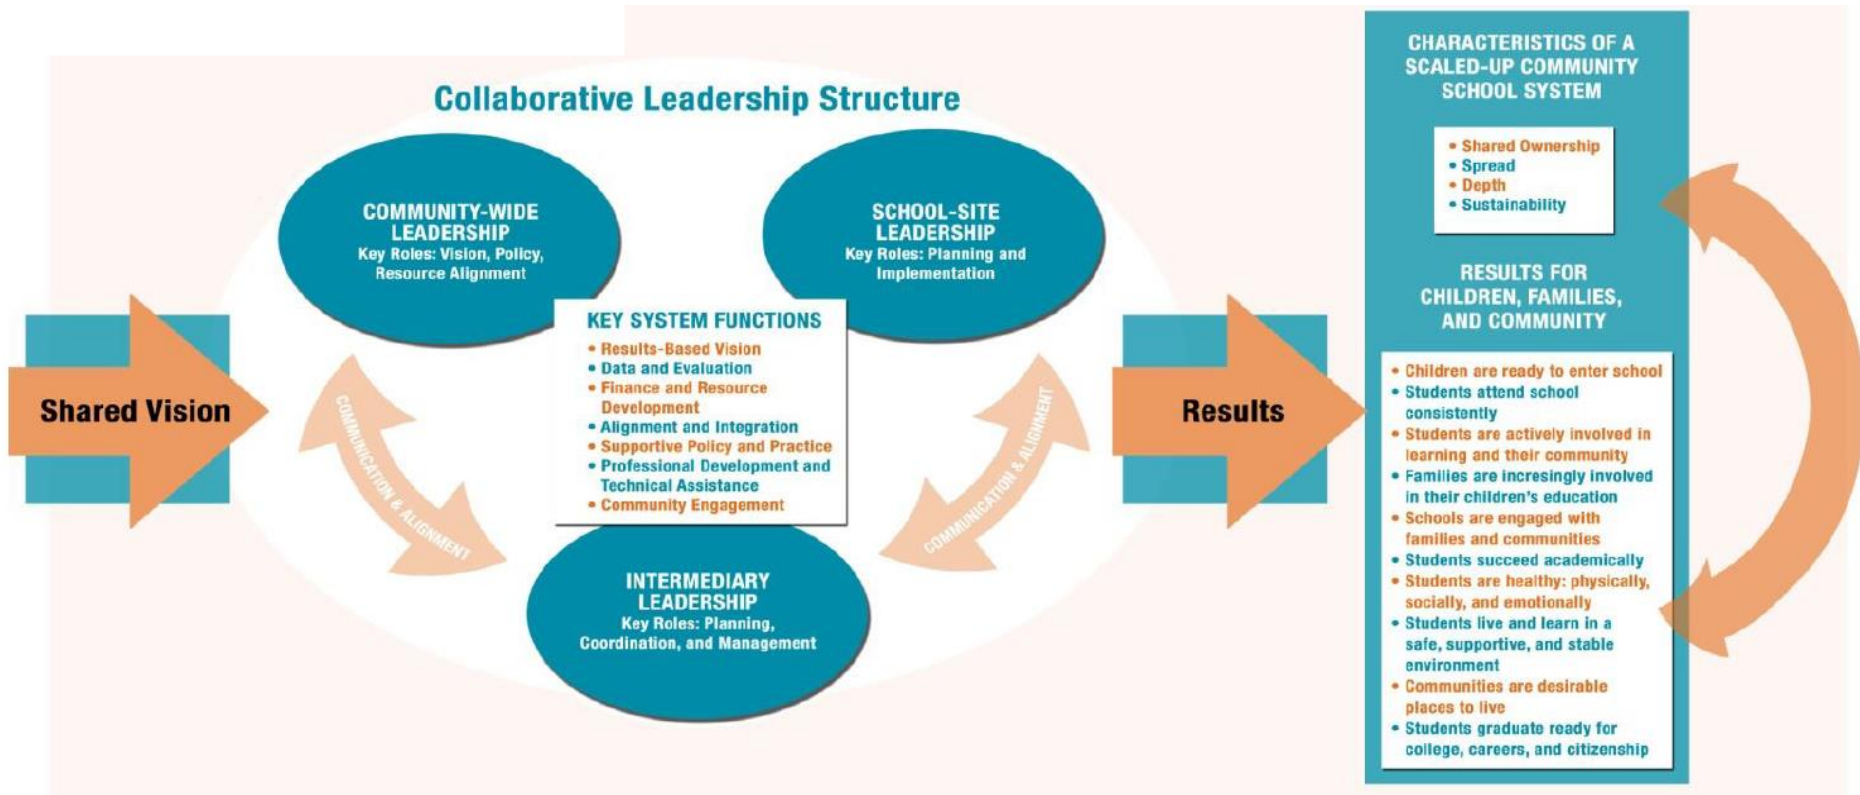 Collaborative Leadership Structure
COMMUNITY-WIDE
LEADERSHIP
Key Roles: Vision, Policy,
Resource Alignment
SCHOOL-SITE
LEADERSHIP
Key Roles: Planning and
Implementation
Shared Vision
KEY SYSTEM FUNCTIONS
• Results-Based Vision
• Data and Evaluation
• Finance and Resource
Development
• Alignment and Integration
• Supportive Policy and Practice
• Professional Development and
Technical Assistance
• Community Engagement
COMMUNICATION & ALIGNMENT
COMMUNICATION & ALIGNMENT
INTERMEDIARY
LEADERSHIP
Key Roles: Planning,
Coordination, and Management
Results
CHARACTERISTICS OF A
SCALED-UP COMMUNITY
SCHOOL SYSTEM
• Shared Ownership
• Spread
• Depth
• Sustainability
RESULTS FOR
CHILDREN, FAMILIES,
AND COMMUNITY
• Children are ready to enter school
• Students attend school
consistently
• Students are actively involved in
learning and their community
• Families are incresingly involved
in their children's education
• Schools are engaged with
families and communities
• Students succeed academically
• Students are healthy: physically,
socially, and emotionally
• Students live and learn in a
safe, supportive, and stable
environment
• Communities are desirable
places to live
• Students graduate ready for
college, careers, and citizenship